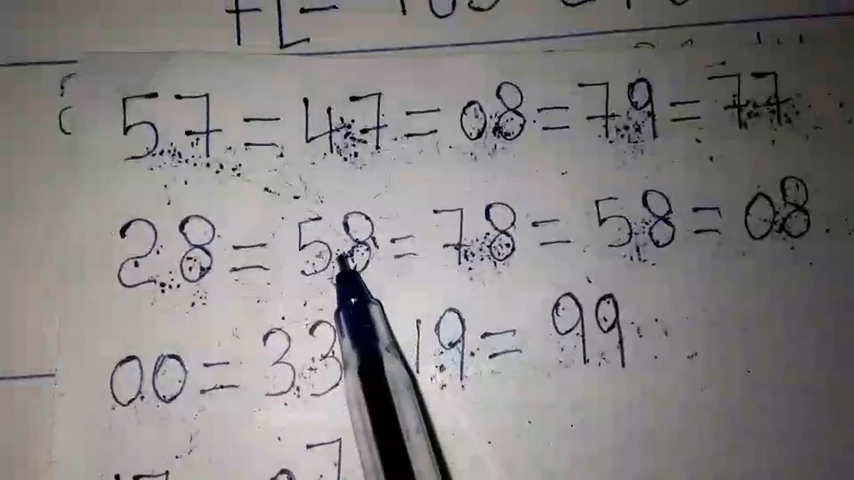 57 = 47 = 08 = 79 = 77
28 = 58 = 78 = 58 = 08
00 = 33 19 = 99